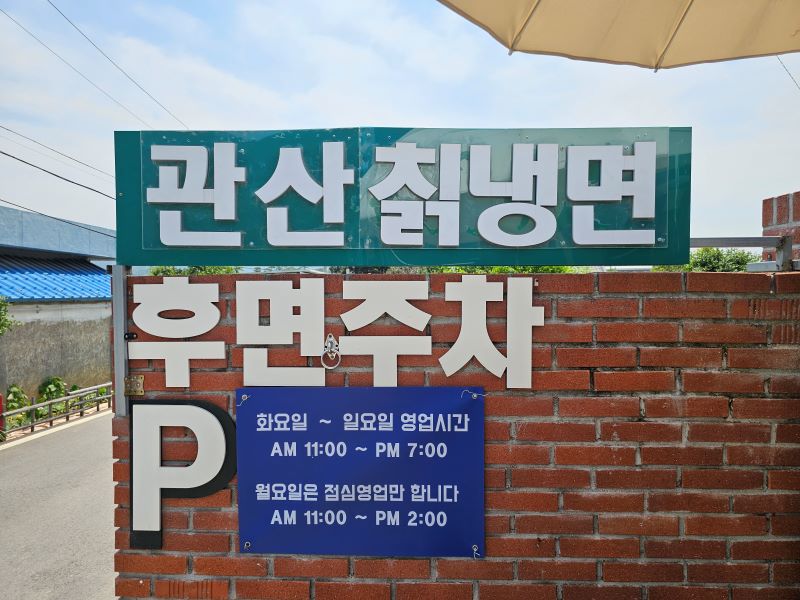 관산칡냉면
후면주차
P
화요일 ~ 일요일 영업시간
AM 11:00 ~ PM 7:00
월요일은 점심영업만 합니다
AM 11:00 ~ PM 2:00